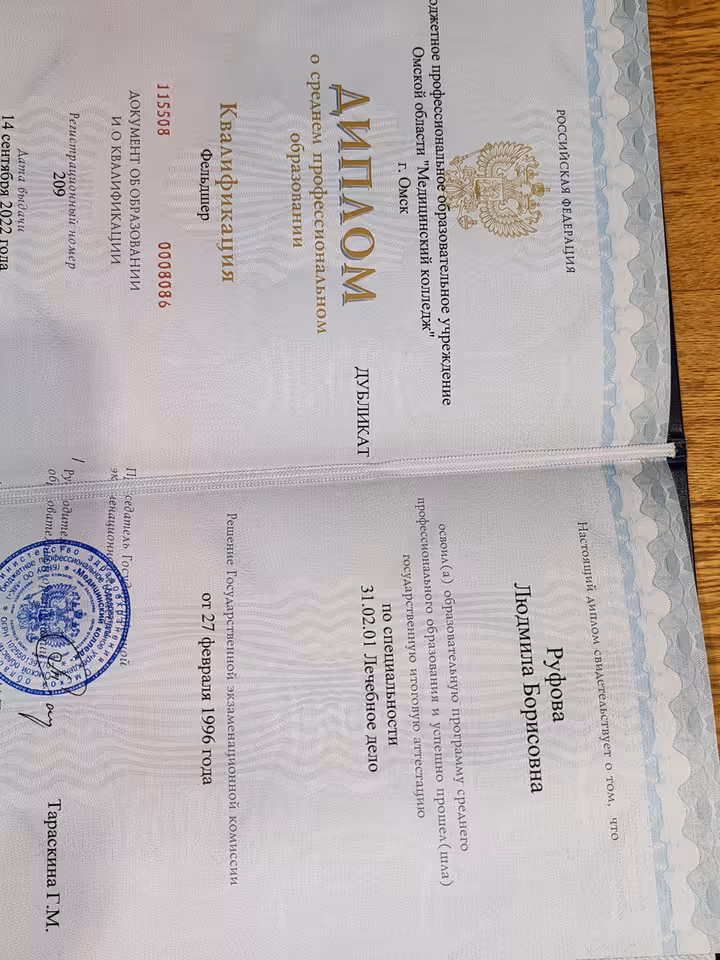 РОССИЙСКАЯ ФЕДЕРАЦИЯ
профессиональное образовательное учреждение
Омской области "Медицинский колледж"
г. Омск
ДИПЛОМ
о среднем профессиональном
образовании
Квалификация
Фельдшер
115508 0008086
ДОКУМЕНТ ОБ ОБРАЗОВАНИИ
И О КВАЛИФИКАЦИИ
Регистрационный номер
209
Дата выдачи
14 сентября 2022 года
ДУБЛИКАТ
Настоящий диплом свидетельствует о том, что
Руфова
Людмила Борисовна
освоил(а) образовательную программу среднего
профессионального образования и успешно прошел(шла)
государственную итоговую аттестацию
по специальности
31.02.01 Лечебное дело
Решение Государственной экзаменационной комиссии
от 27 февраля 1996 года
Тараскина Г.М.